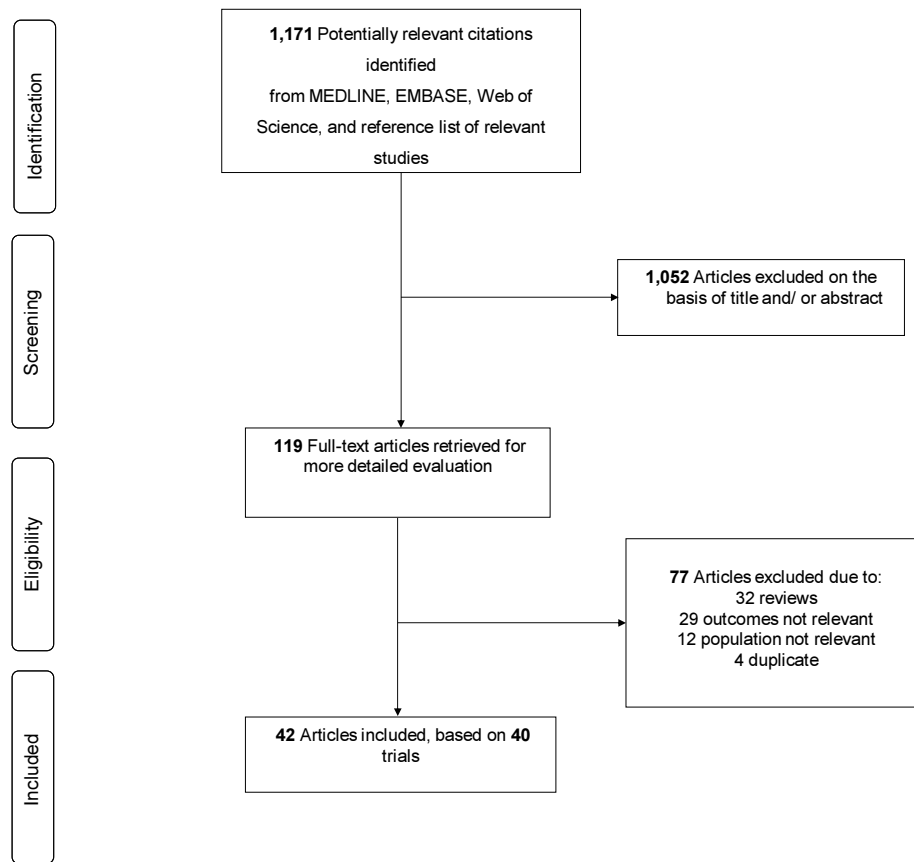 Identification
1,171 Potentially relevant citations
identified
from MEDLINE, EMBASE, Web of
Science, and reference list of relevant
studies
Screening
1,052 Articles excluded on the
basis of title and/ or abstract
119 Full-text articles retrieved for
more detailed evaluation
Eligibility
77 Articles excluded due to:
32 reviews
29 outcomes not relevant
12 population not relevant
4 duplicate
Included
42 Articles included, based on 40
trials